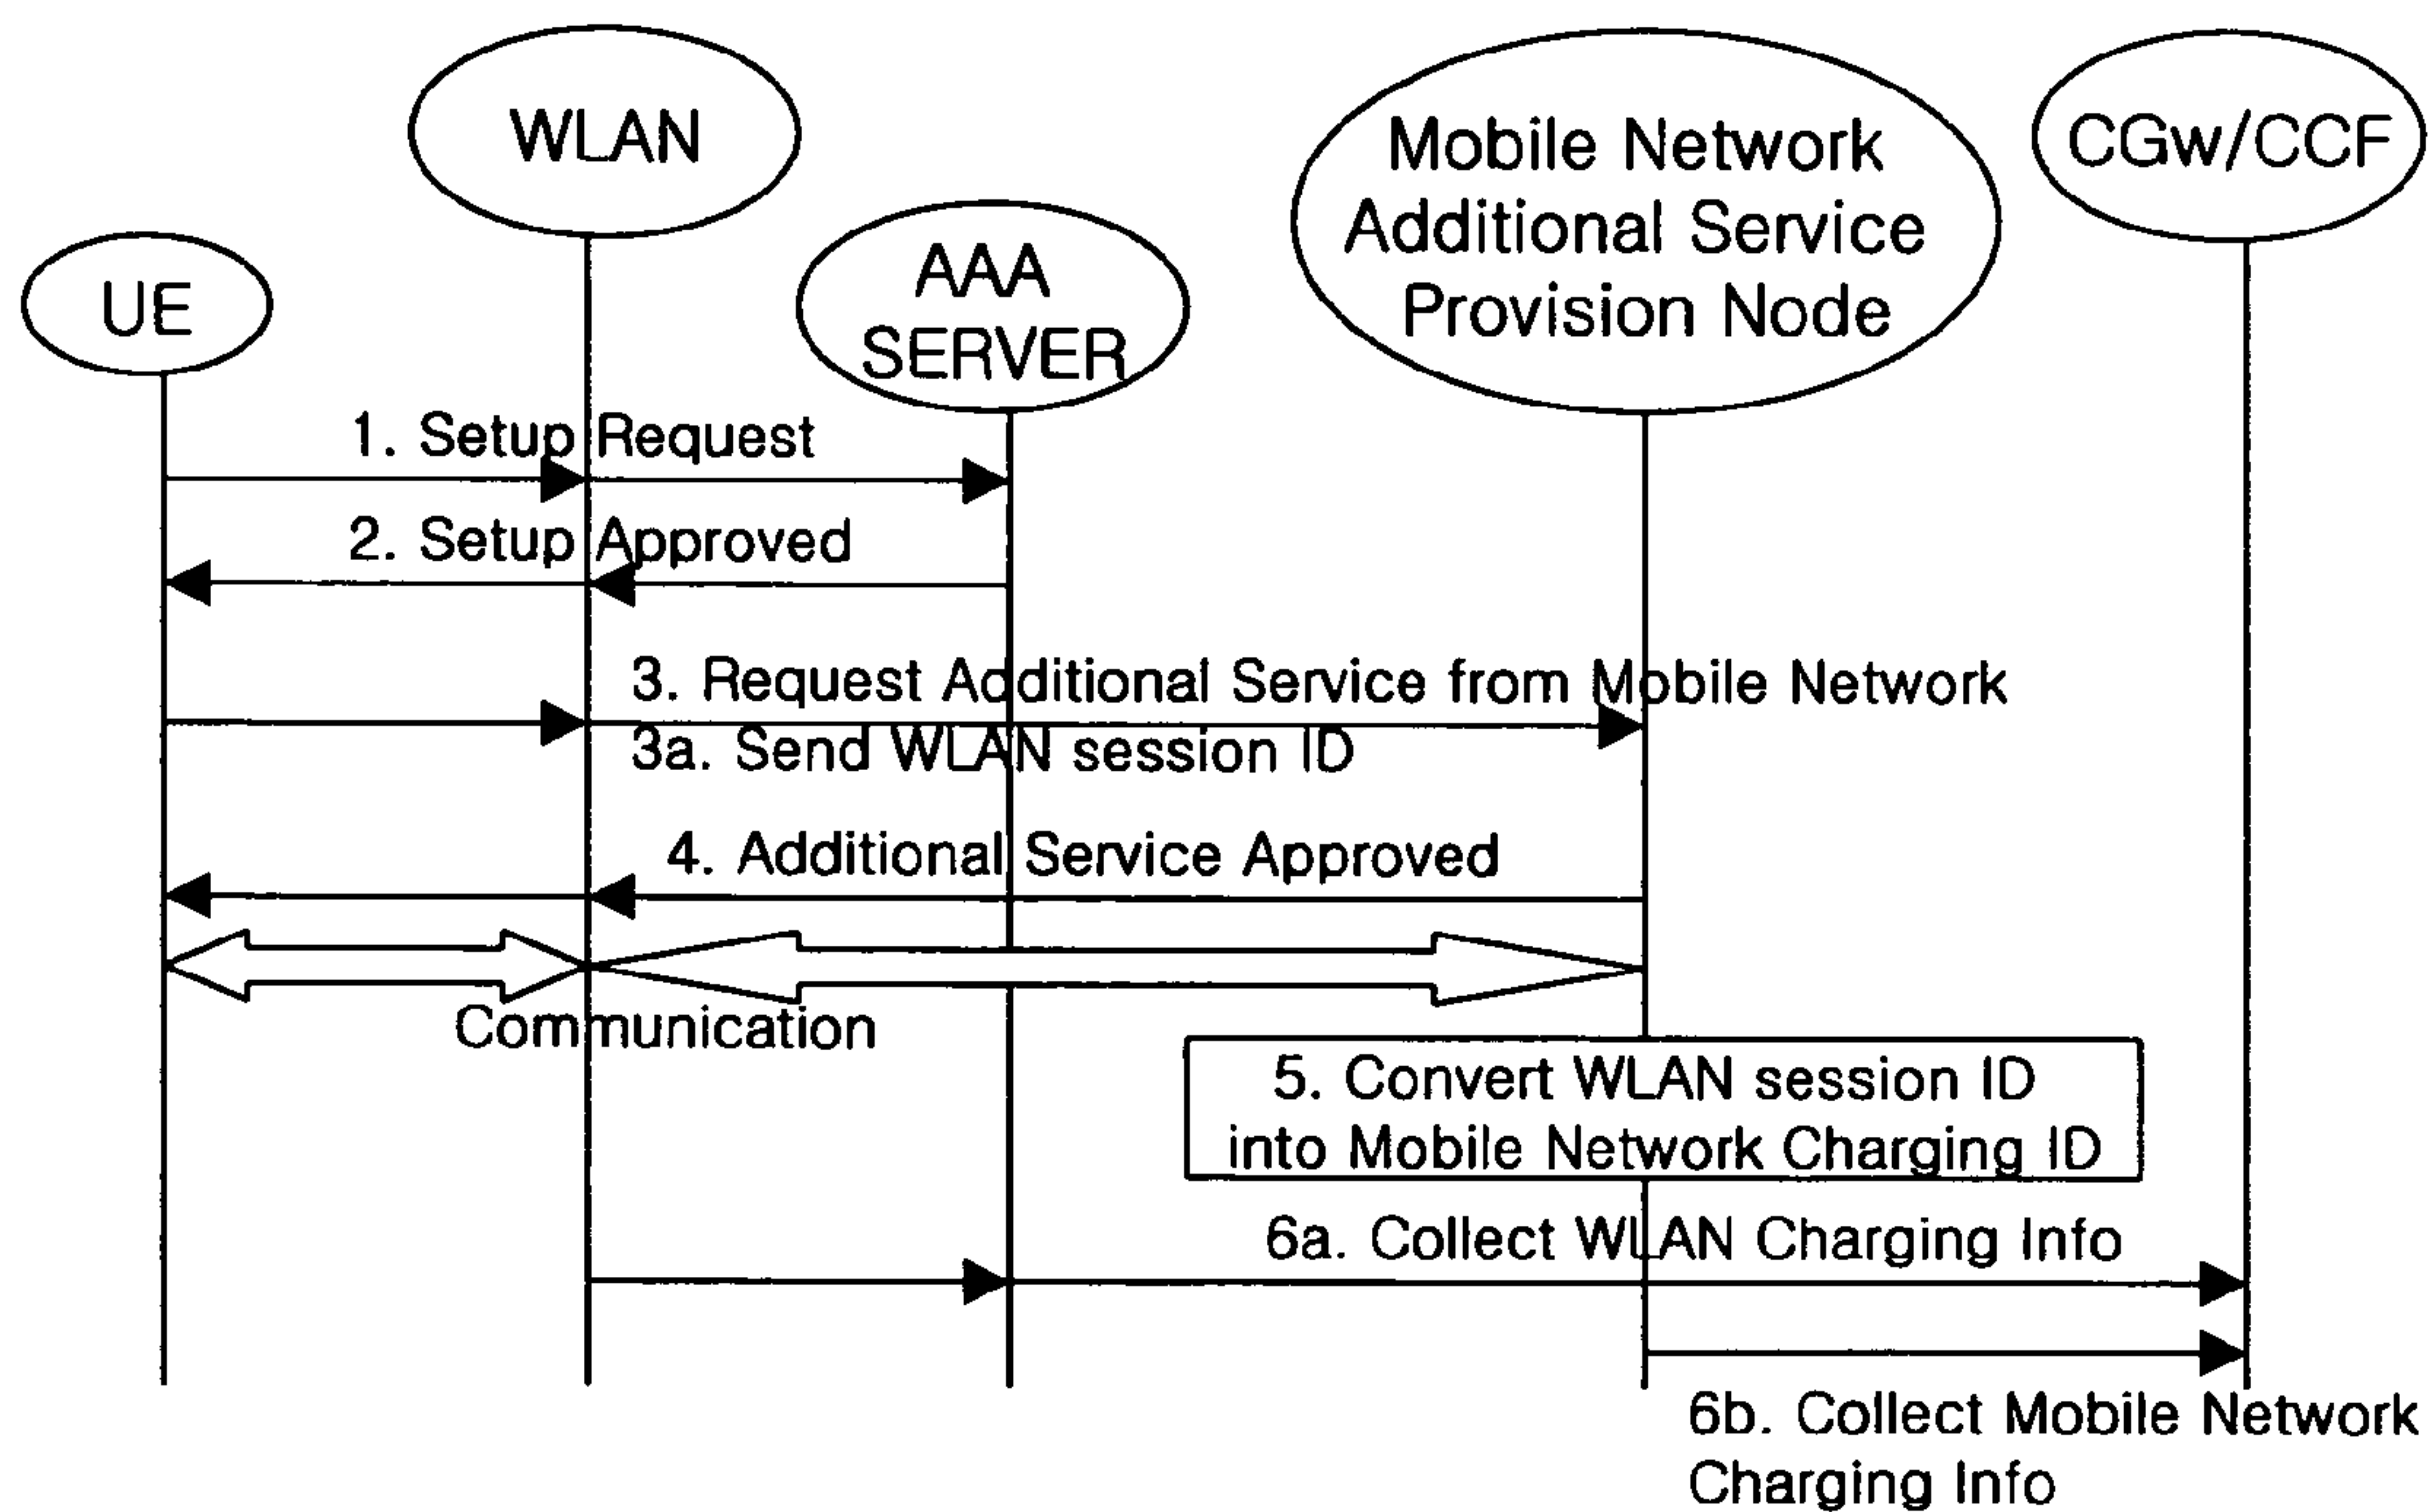 WLAN
Mobile Network
Additional Service
Provision Node
CGw/CCF
UE
AAA
SERVER
1. Setup Request
2. Setup Approved
3. Request Additional Service from Mobile Network
3a. Send WLAN session ID
4. Additional Service Approved
Communication
5. Convert WLAN session ID
into Mobile Network Charging ID
6a. Collect WLAN Charging Info
6b. Collect Mobile Network
Charging Info